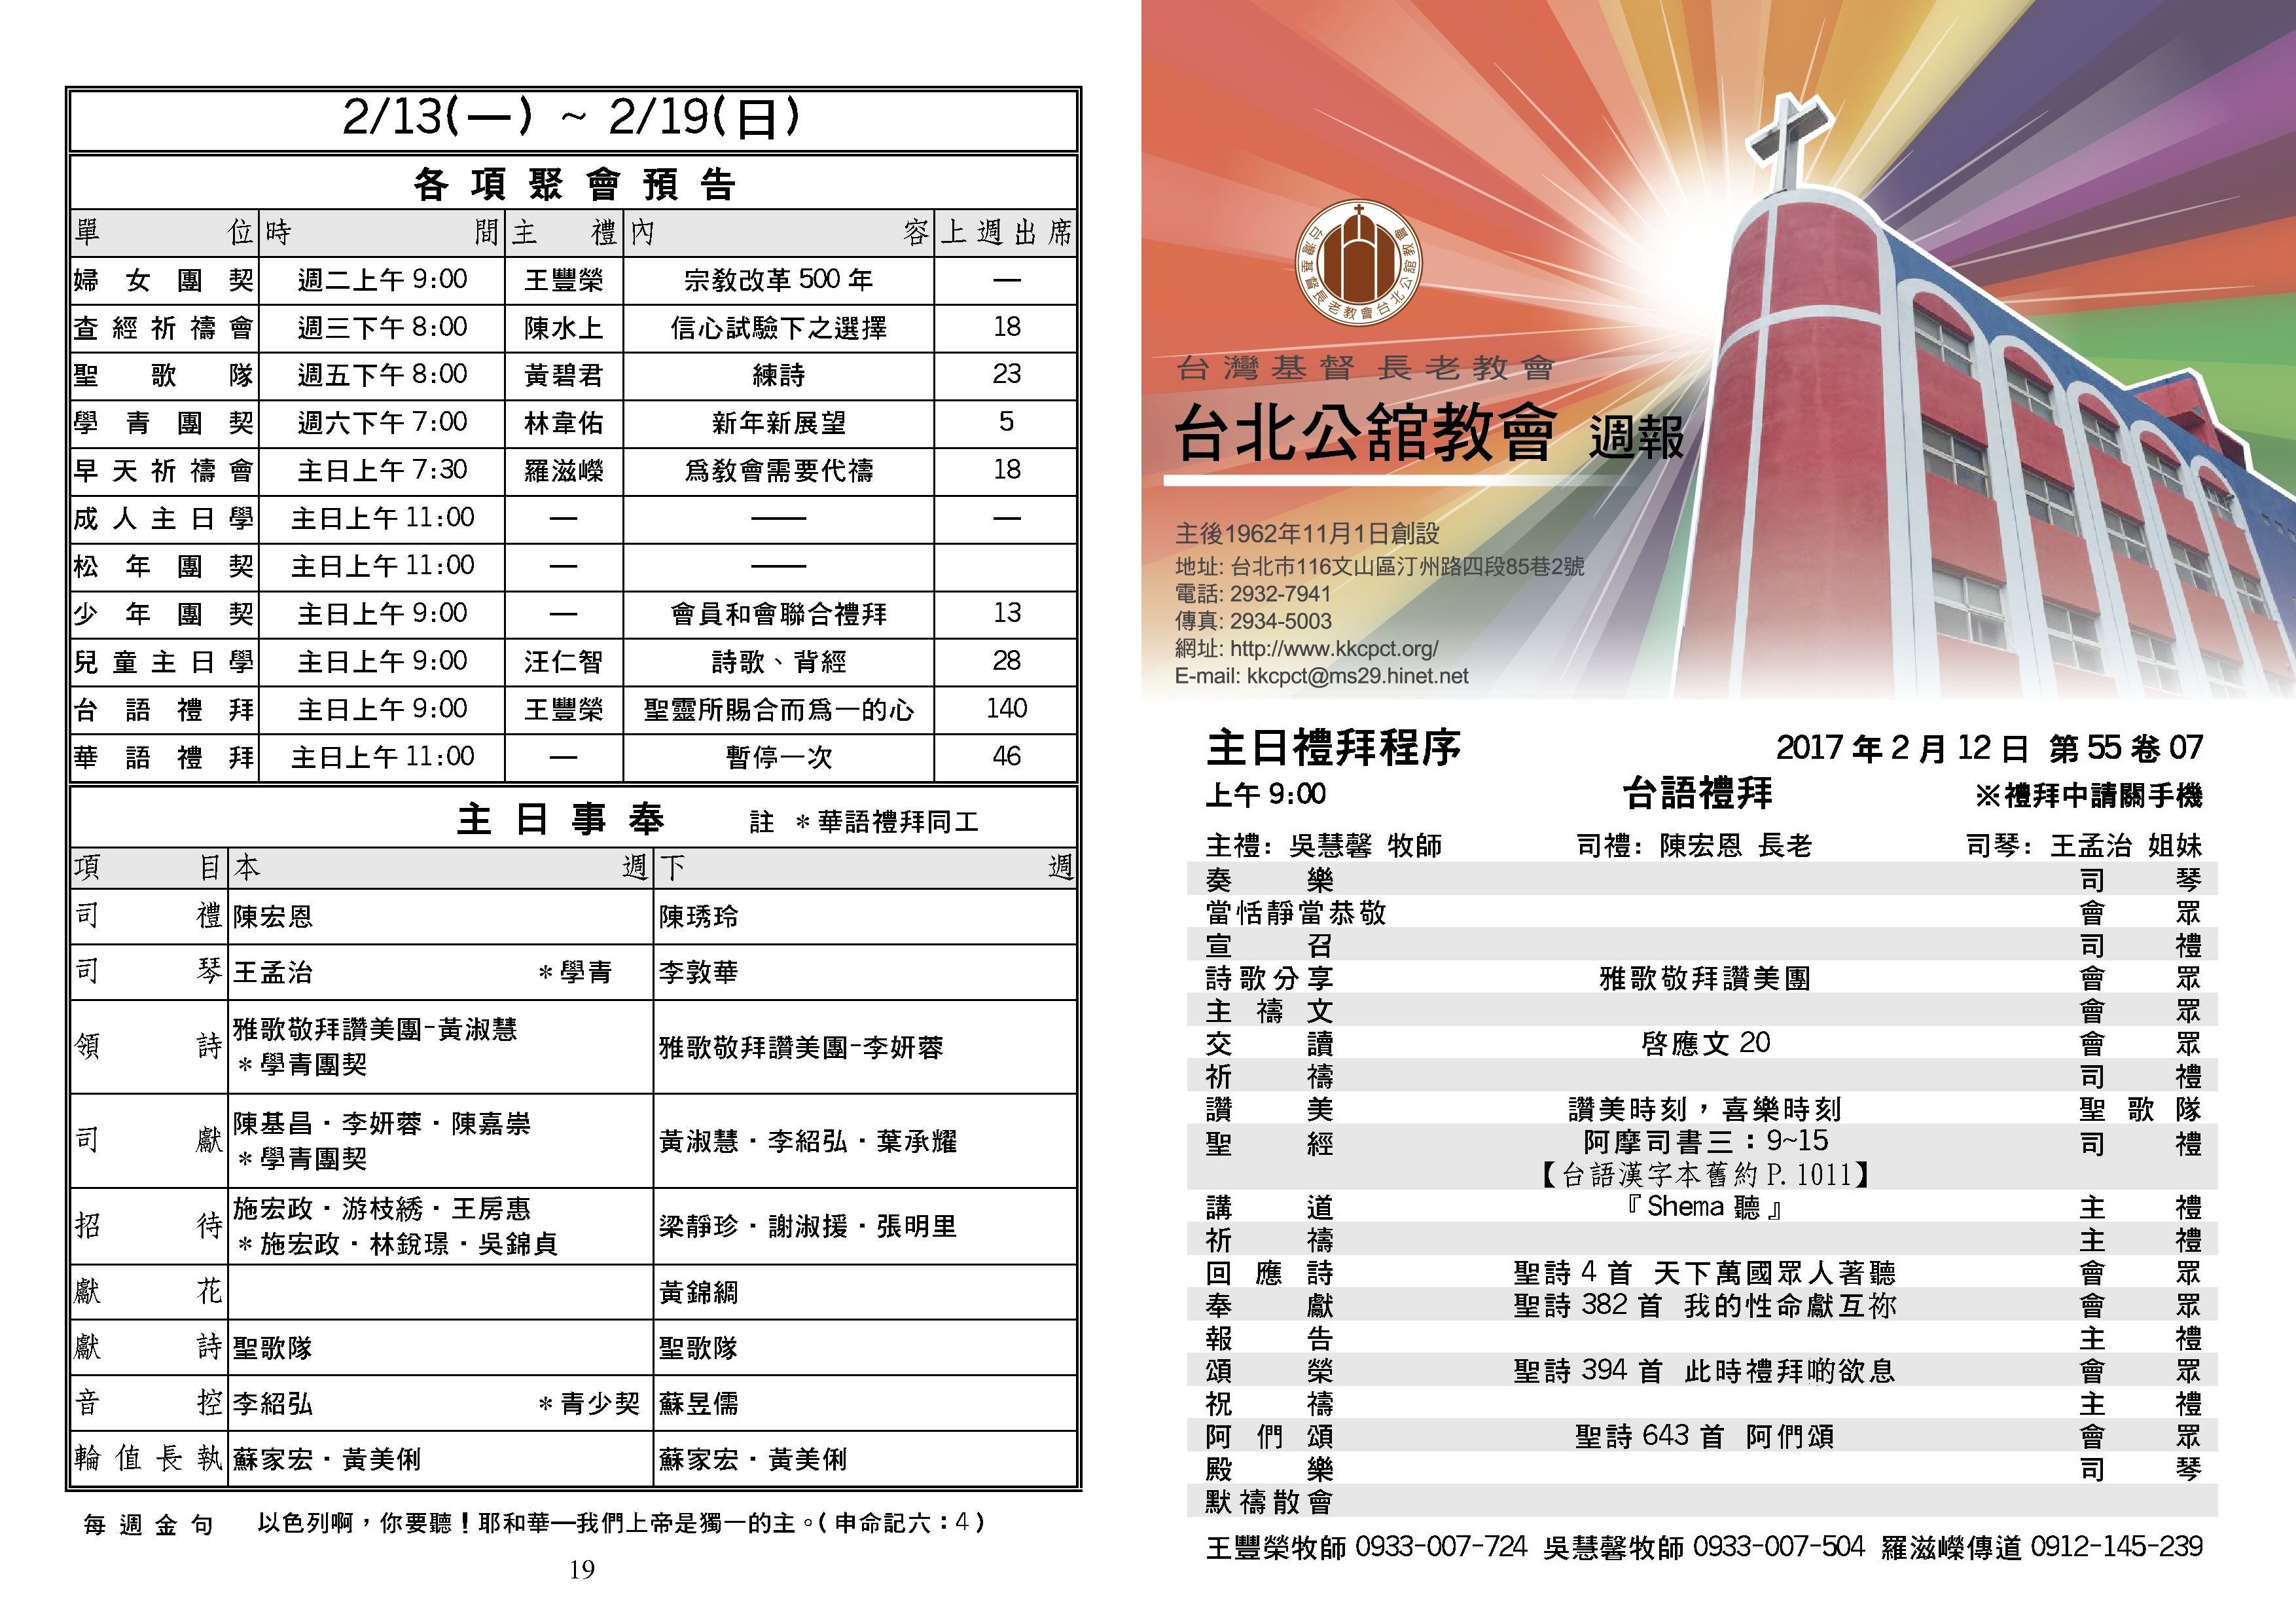 2/13(一) ~ 2/19(日)
各項聚會預告
單位 時間 主禮 內容 上週出席
婦女團契 週二上午 9:00 王豐榮 宗教改革 500 年 —
查經祈禱會 週三下午 8:00 陳水上 信心試驗下之選擇 18
聖歌隊 週五下午 8:00 黃碧君 練詩 23
學青團契 週六下午 7:00 林韋佑 新年新展望 5
早天祈禱會 主日上午 7:30 羅滋嶸 為教會需要代禱 18
成人主日學 主日上午 11:00 — —— —
松年團契 主日上午 11:00 — ——
少年團契 主日上午 9:00 — 會員和會聯合禮拜 13
兒童主日學 主日上午 9:00 汪仁智 詩歌、背經 28
台語禮拜 主日上午 9:00 王豐榮 聖靈所賜合而為一的心 140
華語禮拜 主日上午 11:00 — 暫停一次 46
主日事奉 註 *華語禮拜同工
項目 本週 下週
司禮 陳宏恩 陳琇玲
司琴 王孟治 *學青 李敦華
領詩 雅歌敬拜讚美團-黃淑慧 雅歌敬拜讚美團-李妍蓉
*學青團契
司獻 陳基昌・李妍蓉・陳嘉崇 黃淑慧・李紹弘・葉承耀
*學青團契
招待 施宏政・游枝綉・王房惠 梁靜珍・謝淑援・張明里
*施宏政・林銳璟・吳錦貞
獻花 黃錦綢
獻詩 聖歌隊 聖歌隊
音控 李紹弘 *青少契 蘇昱儒
輪值長執 蘇家宏・黃美俐 蘇家宏・黃美俐
每週金句 以色列啊,你要聽!耶和華—我們上帝是獨一的主。(申命記六:4)
19
台灣基督長老教會台北公舘教會
台灣基督長老教會
台北公舘教會 週報
主後1962年11月1日創設
地址: 台北市116文山區汀州路四段85巷2號
電話: 2932-7941
傳真: 2934-5003
網址: http://www.kkcpct.org/
E-mail: kkcpct@ms29.hinet.net
主日禮拜程序 2017 年 2 月 12 日 第 55 卷 07
上午 9:00 台語禮拜 ※禮拜中請關手機
主禮: 吳慧馨 牧師 司禮: 陳宏恩 長老 司琴: 王孟治 姐妹
奏樂 司琴
當恬靜當恭敬 會眾
宣召 司禮
詩歌分享 雅歌敬拜讚美團 會眾
主禱文 會眾
交讀 啓應文 20 會眾
祈禱 司禮
讚美 讚美時刻,喜樂時刻 聖歌隊
聖經 阿摩司書三:9~15 司禮
【台語漢字本舊約 P. 1011】
講道 『Shema 聽』 主禮
祈禱 主禮
回應詩 聖詩 4 首 天下萬國眾人著聽 會眾
奉獻 聖詩 382 首 我的性命獻互祢 會眾
報告 主禮
頌榮 聖詩 394 首 此時禮拜啲欲息 會眾
祝禱 主禮
阿們頌 聖詩 643 首 阿們頌 會眾
殿樂 司琴
默禱散會
王豐榮牧師 0933-007-724 吳慧馨牧師 0933-007-504 羅滋嶸傳道 0912-145-239